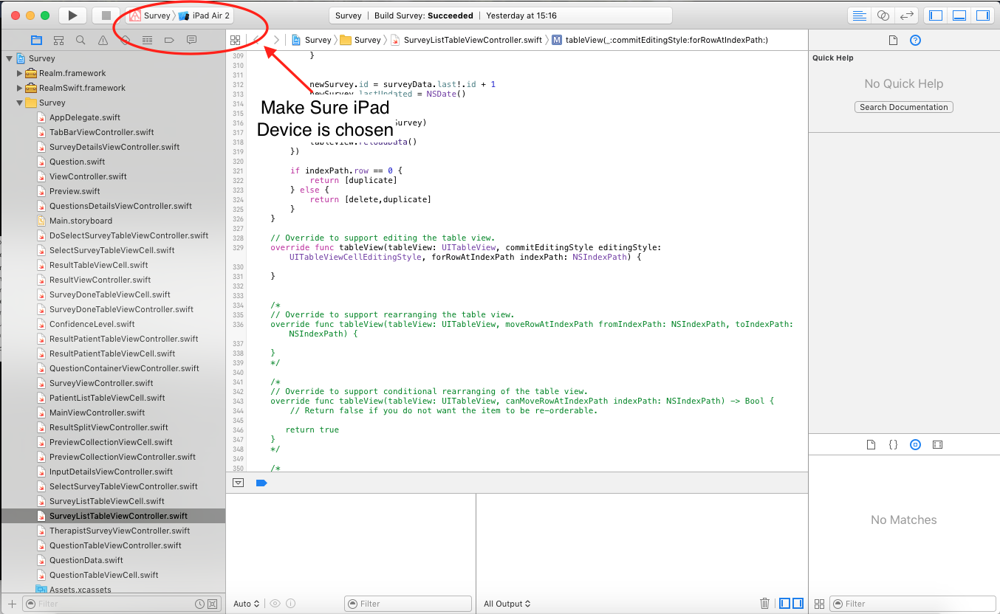 Survey iPad Air 2
Survey | Build Survey: Succeeded | Yesterday at 15:16
Survey Survey SurveyListTableViewController.swift M tableView(_:commitEditingStyle:forRowAtIndexPath:)
Survey
Realm.framework
RealmSwift.framework
Survey
AppDelegate.swift
TabBarViewController.swift
SurveyDetailsViewController.swift
Question.swift
ViewController.swift
Preview.swift
QuestionsDetailsViewController.swift
Main.storyboard
DoSelectSurveyTableViewController.swift
SelectSurveyTableViewCell.swift
ResultTableViewCell.swift
ResultViewController.swift
SurveyDoneTableViewCell.swift
SurveyDoneTableViewController.swift
ConfidenceLevel.swift
ResultPatientTableViewController.swift
ResultPatientTableViewCell.swift
QuestionContainerViewController.swift
SurveyViewController.swift
PatientListTableViewCell.swift
MainViewController.swift
ResultSplitViewController.swift
PreviewCollectionViewCell.swift
PreviewCollectionViewController.swift
InputDetailsViewController.swift
SelectSurveyTableViewController.swift
SurveyListTableViewCell.swift
SurveyListTableViewController.swift
TherapistSurveyViewController.swift
QuestionTableViewController.swift
QuestionData.swift
QuestionTableViewCell.swift
Assets.xcassets
Filter
309 }
310
311
312 newSurvey.id = surveyData.last!.id + 1
313 newSurvey.lastUpdated = NSDate()
314
Make Sure iPad
315
316 Survey)
317
Device is chosen
318 tableView.reloadData()
319 })
320
321 if indexPath.row == 0 {
322 return [duplicate]
323 } else {
324 return [delete,duplicate]
325 }
326 }
327
328 // Override to support editing the table view.
329 override func tableView(tableView: UITableView, commitEditingStyle editingStyle:
UITableViewCellEditingStyle, forRowAtIndexPath indexPath: NSIndexPath) {
330
331 }
332
333
334 /*
335 // Override to support rearranging the table view.
336 override func tableView(tableView: UITableView, moveRowAtIndexPath fromIndexPath: NSIndexPath, toIndexPath:
NSIndexPath) {
337
338 }
339 */
340
341 /*
342 // Override to support conditional rearranging of the table view.
343 override func tableView(tableView: UITableView, canMoveRowAtIndexPath indexPath: NSIndexPath) -> Bool {
344 // Return false if you do not want the item to be re-orderable.
345
346 return true
347 }
348 */
349
350 /*
Auto
Filter
All Output
Quick Help
No Quick Help
Search Documentation
{ }
No Matches
Filter